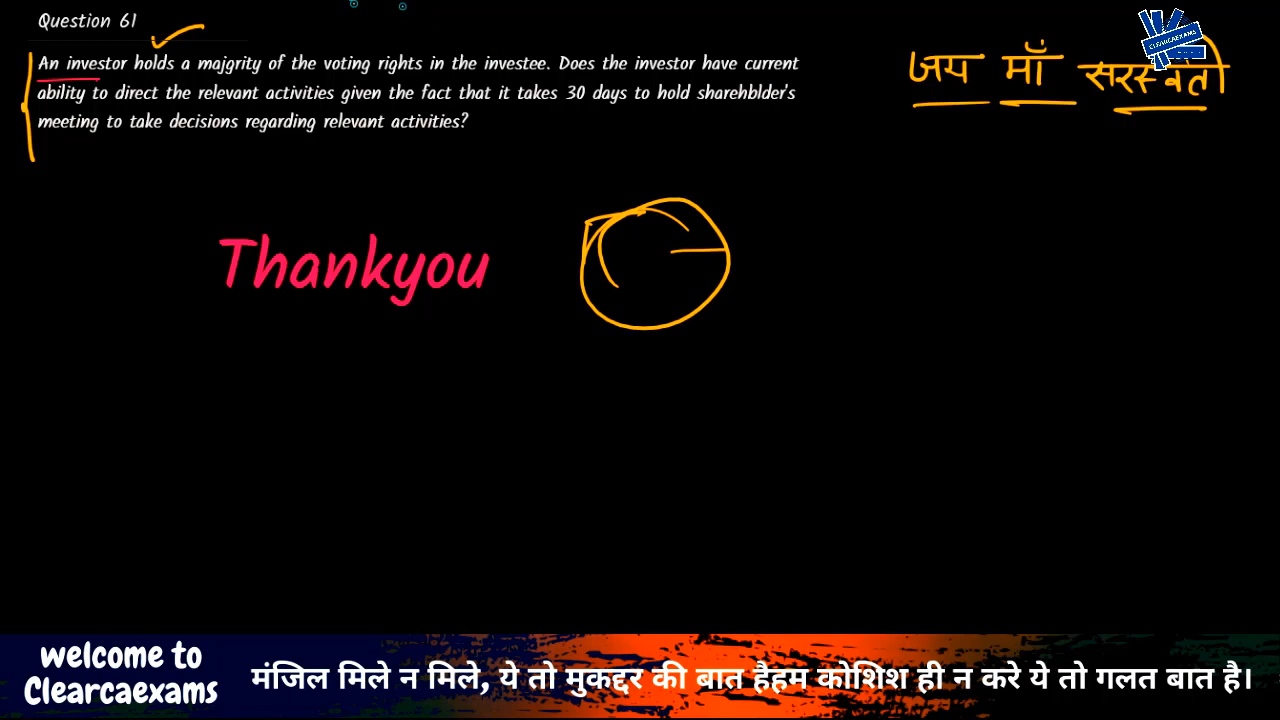 Question 61
An investor holds a majgrity of the voting rights in the investee. Does the investor have current
ability to direct the relevant activities given the fact that it takes 30 days to hold sharehblder's
meeting to take decisions regarding relevant activities?
जय माँ सरस्वती
CLEARCAEXAMS
Thankyou
welcome to
Clearcaexams
मंजिल मिले न मिले, ये तो मुकद्दर की बात हैहम कोशिश ही न करे ये तो गलत बात है।